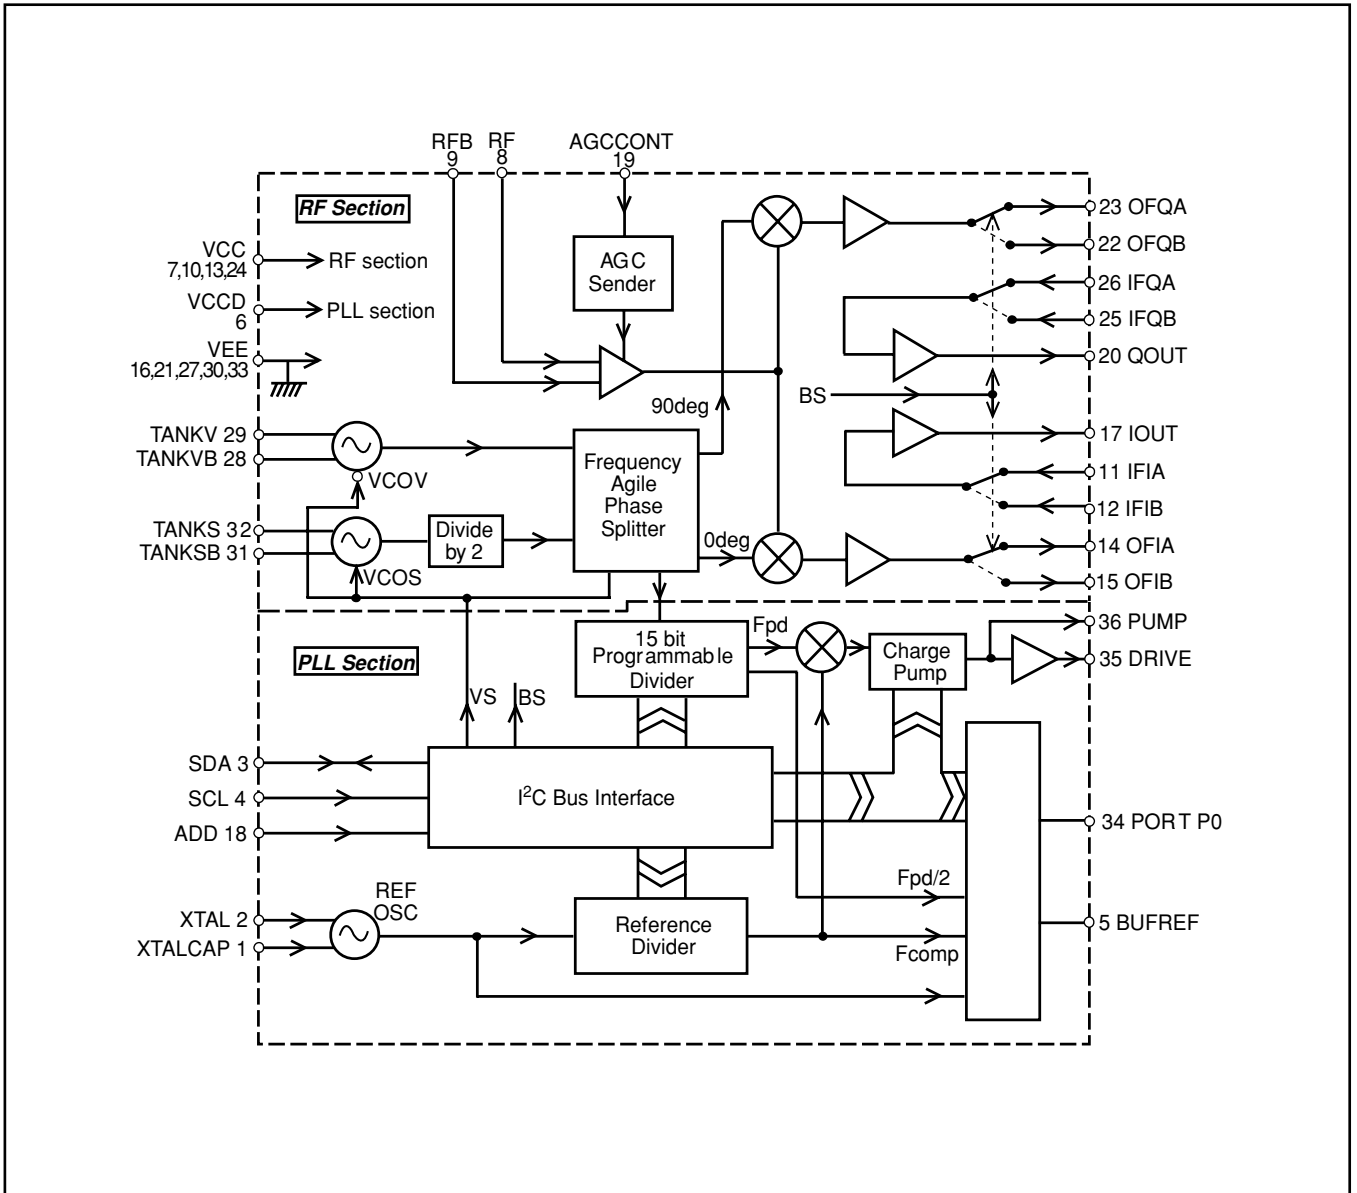 RFB
9
RF
8
AGCCONT
19
RF Section
VCC
7,10,13,24
RF section
VCCD
6
PLL section
VEE
16,21,27,30,33
AGC
Sender
23 OFQA
22 OFQB
26 IFQA
25 IFQB
20 QOUT
BS
90deg
TANKV 29
TANKVB 28
VCOV
Frequency
Agile
Phase
Splitter
17 IOUT
11 IFIA
12 IFIB
TANKS 32
TANKSB 31
VCOS
Divide
by 2
0deg
14 OFIA
15 OFIB
PLL Section
15 bit
Programmable
Divider
Fpd
Charge
Pump
36 PUMP
35 DRIVE
VS
BS
SDA 3
SCL 4
ADD 18
I2C Bus Interface
34 PORT P0
REF
OSC
XTAL 2
XTALCAP 1
Reference
Divider
Fpd/2
Fcomp
5 BUFREF